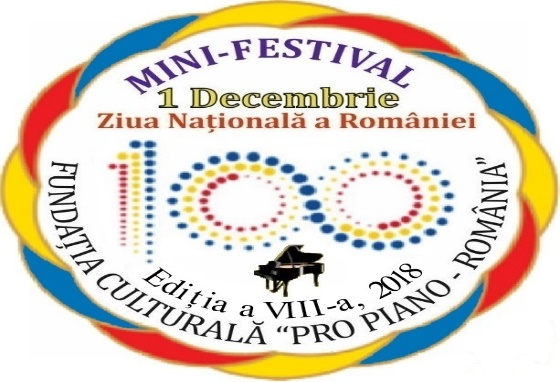 MINI-FESTIVAL
1 Decembrie
Ziua Națională a României
100
Ediția a VIII-a, 2018
FUNDAȚIA CULTURALĂ “PRO PIANO - ROMÂNIA”